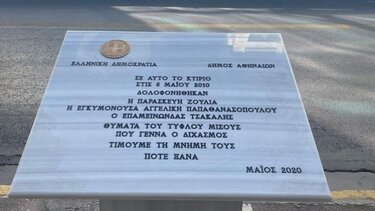 ΕΛΛΗΝΙΚΗ ΔΗΜΟΚΡΑΤΙΑ
ΔΗΜΟΣ ΑΘΗΝΑΙΩΝ
ΣΕ ΑΥΤΟ ΤΟ ΚΤΙΡΙΟ
ΣΤΙΣ 5 ΜΑΪΟΥ 2010
ΔΟΛΟΦΟΝΗΘΗΚΑΝ
Η ΠΑΡΑΣΚΕΥΗ ΖΟΥΛΙΑ
Η ΕΓΚΥΜΟΝΟΥΣΑ ΑΓΓΕΛΙΚΗ ΠΑΠΑΘΑΝΑΣΟΠΟΥΛΟΥ
Ο ΕΠΑΜΕΙΝΩΝΔΑΣ ΤΣΑΚΑΛΗΣ
ΘΥΜΑΤΑ ΤΟΥ ΤΥΦΛΟΥ ΜΙΣΟΥΣ
ΠΟΥ ΓΕΝΝΑ Ο ΔΙΧΑΣΜΟΣ
ΤΙΜΟΥΜΕ ΤΗ ΜΝΗΜΗ ΤΟΥΣ
ΠΟΤΕ ΞΑΝΑ
ΜΑΪΟΣ 2020